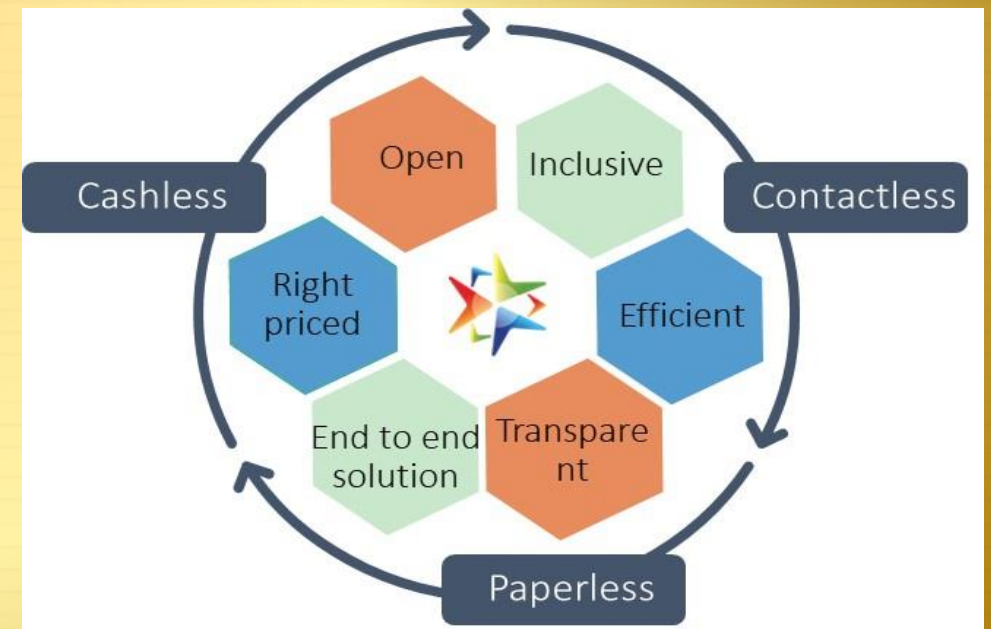 Open
Inclusive
Cashless
Contactless
Right
priced
Efficient
End to end
solution
Transpare
nt
Paperless